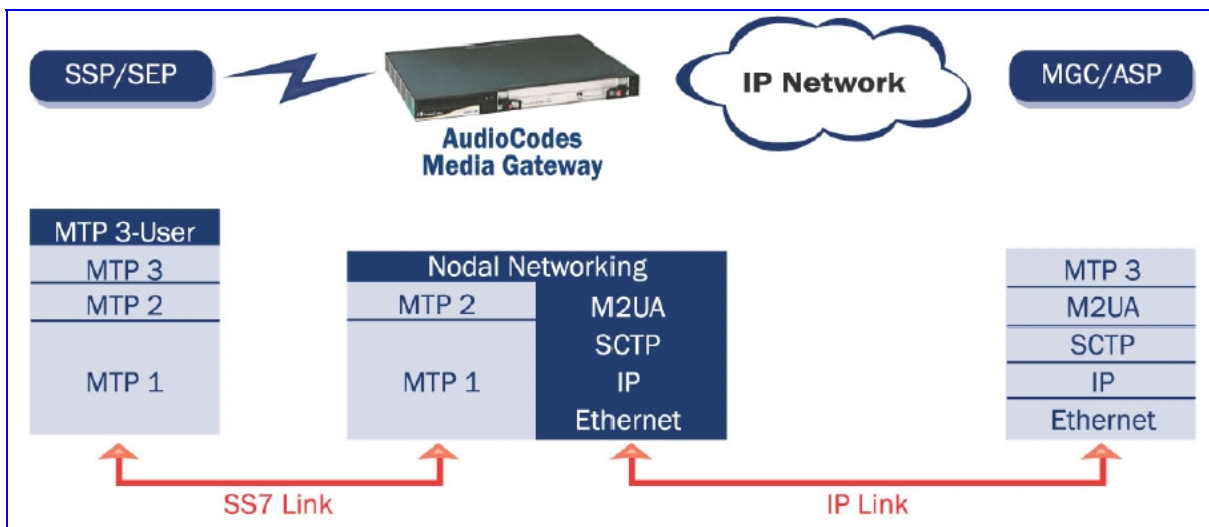 SSP/SEP
AudioCodes
Media Gateway
IP Network
MGC/ASP
MTP 3-User
MTP 3
MTP 2
MTP 1
Nodal Networking
MTP 2
MTP 1
M2UA
SCTP
IP
Ethernet
MTP 3
M2UA
SCTP
IP
Ethernet
SS7 Link
IP Link